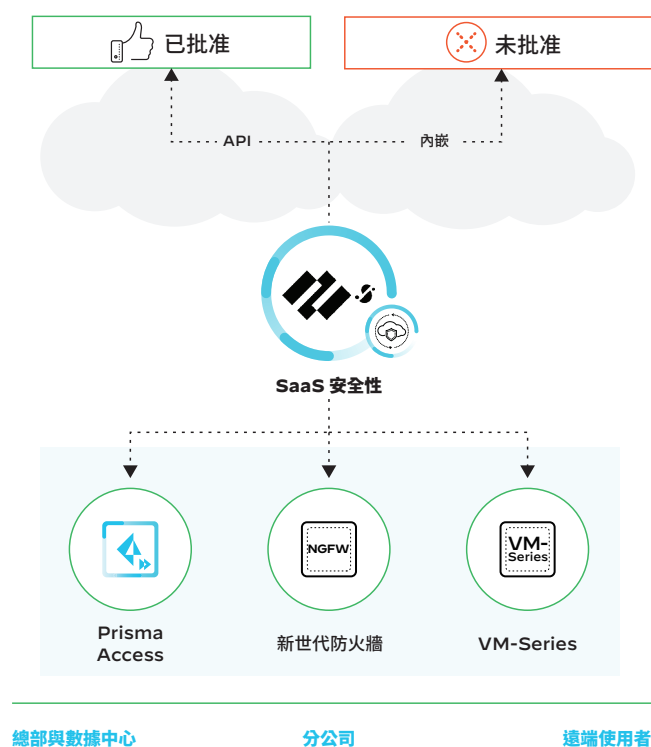 已批准
未批准
API
內嵌
SaaS 安全性
NGFW
VM-
Series
Prisma
Access
新世代防火牆
VM-Series
總部與數據中心
分公司
遠端使用者